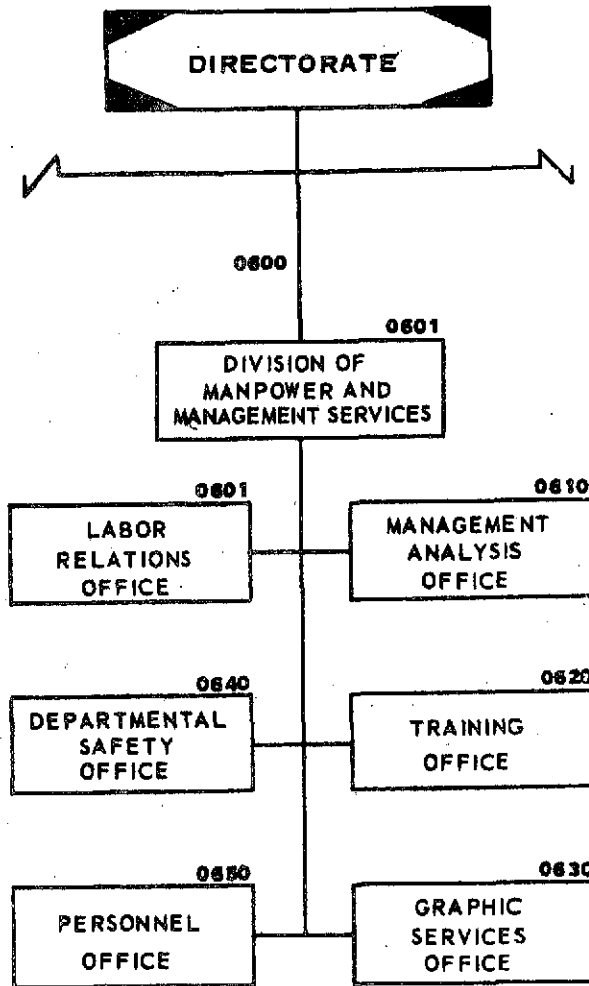 DIRECTORATE
0600
0601
DIVISION OF
MANPOWER AND
MANAGEMENT SERVICES
0601
LABOR
RELATIONS
OFFICE
0610
MANAGEMENT
ANALYSIS
OFFICE
0640
DEPARTMENTAL
SAFETY
OFFICE
0620
TRAINING
OFFICE
0650
PERSONNEL
OFFICE
0630
GRAPHIC
SERVICES
OFFICE